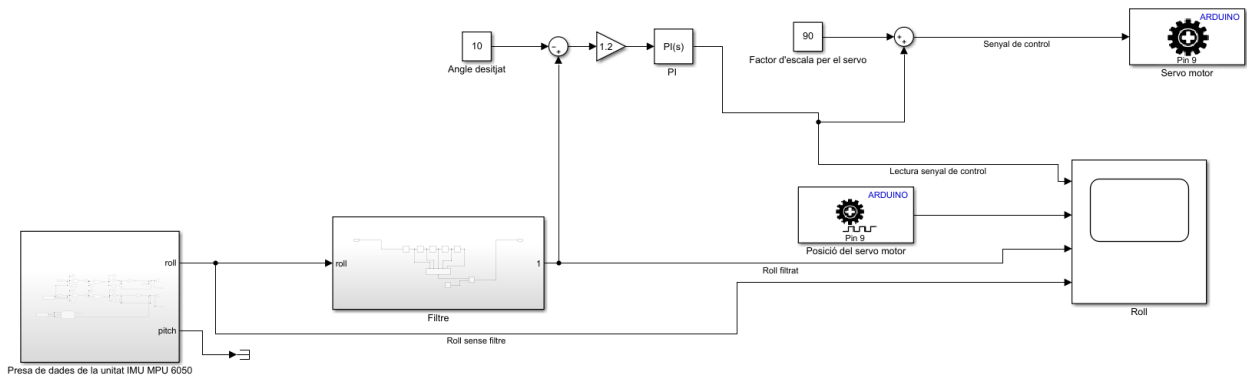 ARDUINO
10
1.2
PI(s)
90
Pin 9
Senyal de control
Angle desitjat
PI
Factor d'escala per el servo
Servo motor
Lectura senyal de control
ARDUINO
Pin 9
Posició del servo motor
roll
roll
1
Roll filtrat
Filtre
Roll
pitch
Roll sense filtre
Presa de dades de la unitat IMU MPU 6050